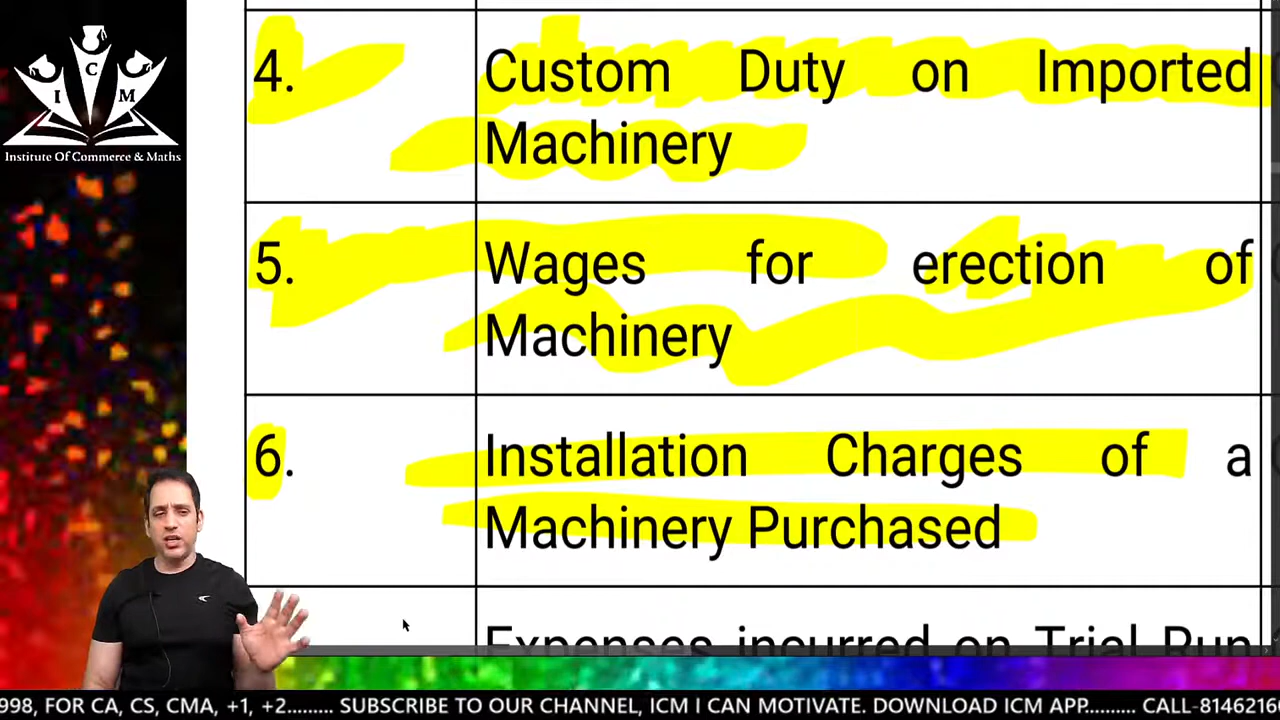 I C M
Institute Of Commerce & Maths
4. Custom Duty on Imported
Machinery
5. Wages for erection of
Machinery
6. Installation Charges of a
Machinery Purchased
Expenses incurred on Trial Run
998, FOR CA, CS, CMA, +1, +2......... SUBSCRIBE TO OUR CHANNEL, ICM I CAN MOTIVATE. DOWNLOAD ICM APP......... CALL-8146216